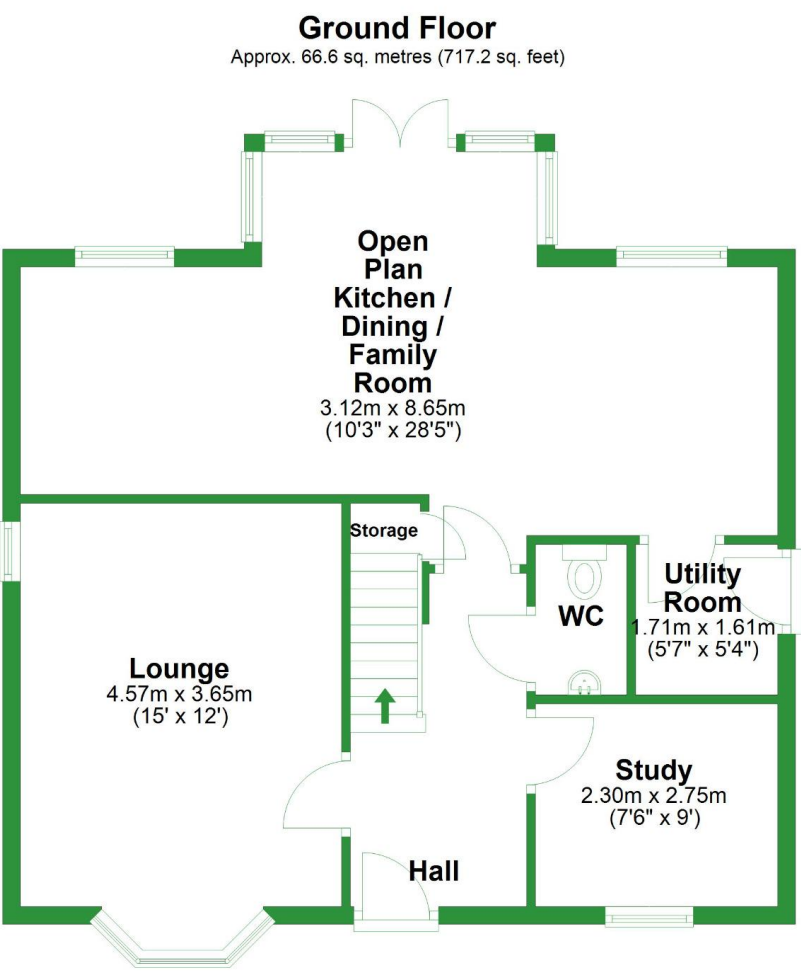 Ground Floor
Approx. 66.6 sq. metres (717.2 sq. feet)
Open
Plan
Kitchen /
Dining /
Family
Room
3.12m x 8.65m
(10'3" x 28'5")
Storage
WC
Utility
Room
1.71m x 1.61m
(5'7" x 5'4")
Lounge
4.57m x 3.65m
(15' x 12')
Study
2.30m x 2.75m
(7'6" x 9')
Hall